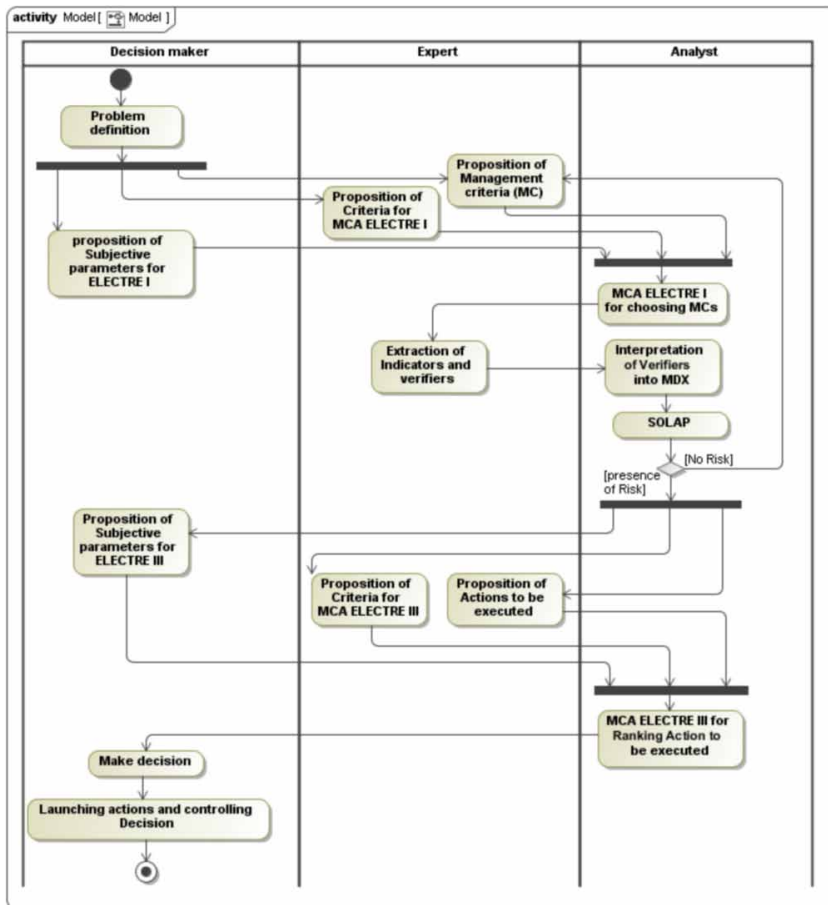 activity Model [ Model ]
Decision maker
Expert
Analyst
Problem
definition
Proposition of
Management
criteria (MC)
Proposition of
Criteria for
MCA ELECTRE I
proposition of
Subjective
parameters for
ELECTRE I
MCA ELECTRE I
for choosing MCs
Extraction of
Indicators and
verifiers
Interpretation
of Verifiers
into MDX
SOLAP
[No Risk]
[presence
of Risk]
Proposition of
Subjective
parameters for
ELECTRE III
Proposition of
Criteria for
MCA ELECTRE III
Proposition of
Actions to be
executed
MCA ELECTRE III for
Ranking Action to
be executed
Make decision
Launching actions and controlling
Decision